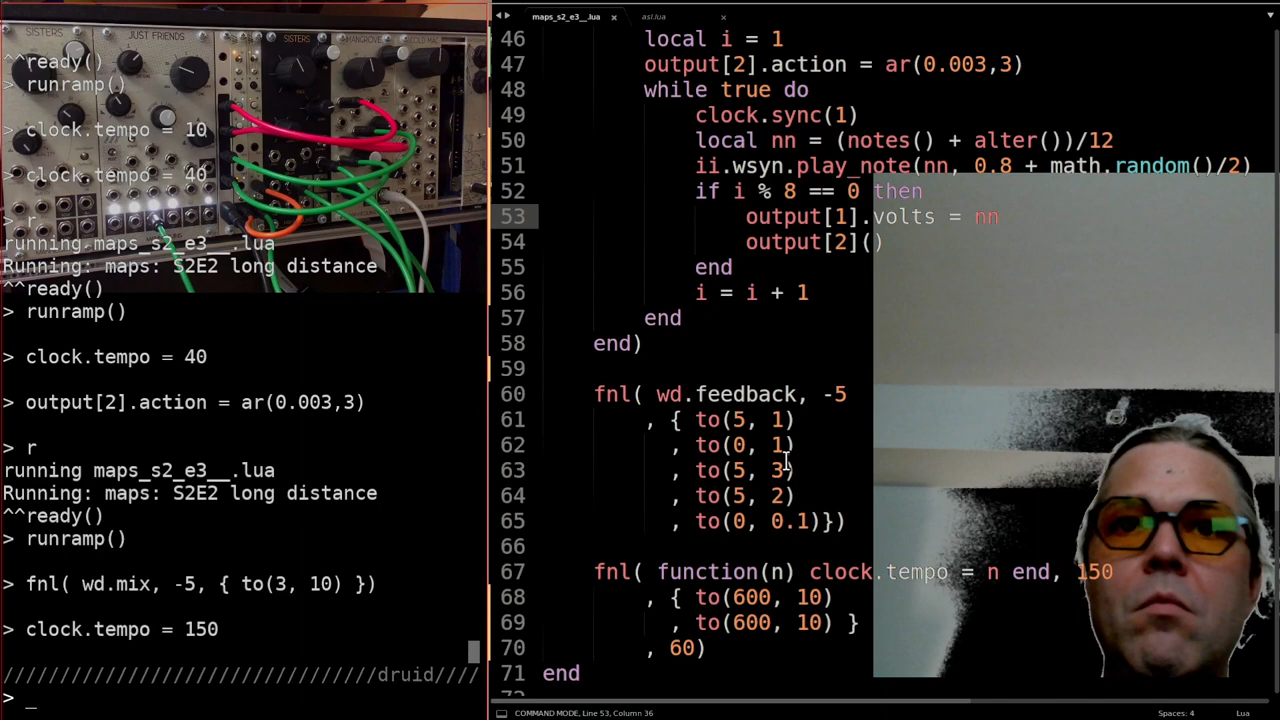 SISTERS
JUST FRIENDS
SISTERS
MANGROVE
COLD MAC
^^ready()
> runramp()
> clock.tempo = 10
> clock.tempo = 40
> r
running maps_s2_e3__.lua
Running: maps: S2E2 long distance
^^ready()
> runramp()
> clock.tempo = 40
> output[2].action = ar(0.003,3)
> r
running maps_s2_e3__.lua
Running: maps: S2E2 long distance
^^ready()
> runramp()
> fnl( wd.mix, -5, { to(3, 10) })
> clock.tempo = 150
/////////////////////////////////druid////
> _
maps_s2_e3__.lua
asl.lua
46 local i = 1
47 output[2].action = ar(0.003,3)
48 while true do
49 clock.sync(1)
50 local nn = (notes() + alter())/12
51 ii.wsyn.play_note(nn, 0.8 + math.random()/2)
52 if i % 8 == 0 then
53 output[1].volts = nn
54 output[2]()
55 end
56 i = i + 1
57 end
58 end)
59
60 fnl( wd.feedback, -5
61 , { to(5, 1)
62 , to(0, 1)
63 , to(5, 3)
64 , to(5, 2)
65 , to(0, 0.1)})
66
67 fnl( function(n) clock.tempo = n end, 150
68 , { to(600, 10)
69 , to(600, 10) }
70 , 60)
71 end
COMMAND MODE, Line 53, Column 36
Spaces: 4
Lua